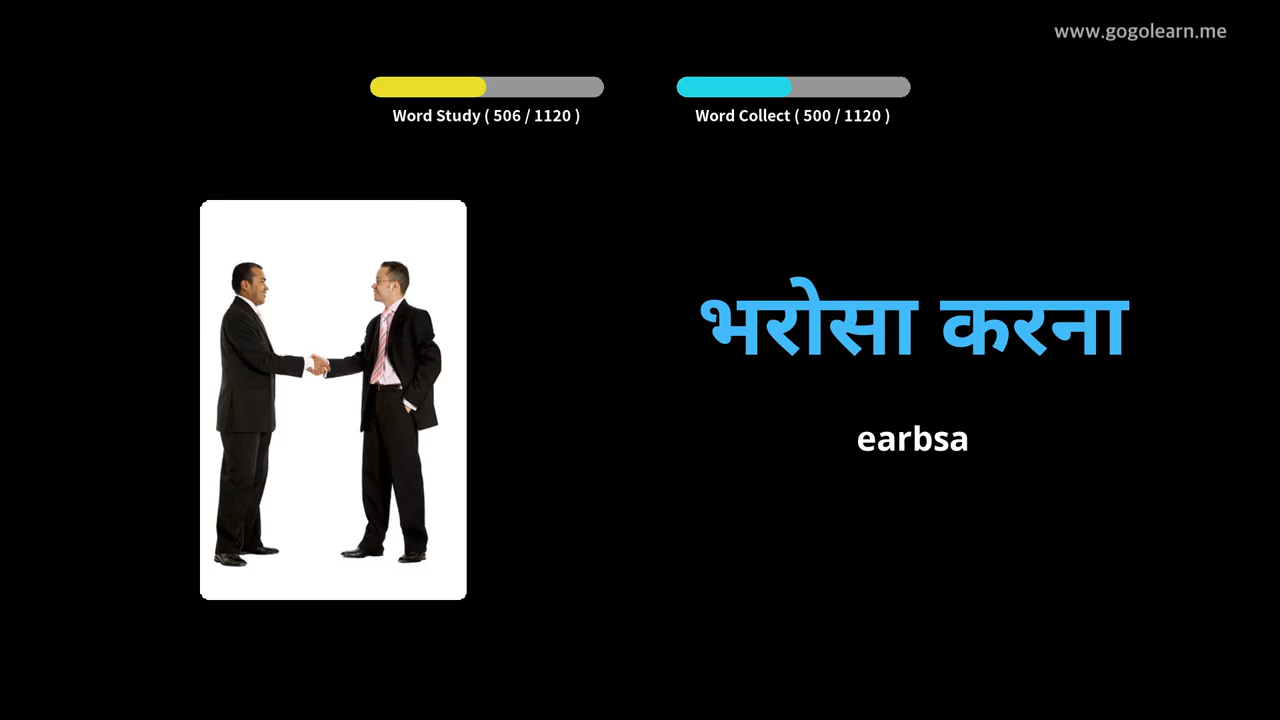 www.gogolearn.me
Word Study ( 506 / 1120 )
Word Collect ( 500 / 1120 )
भरोसा करना
earbsa